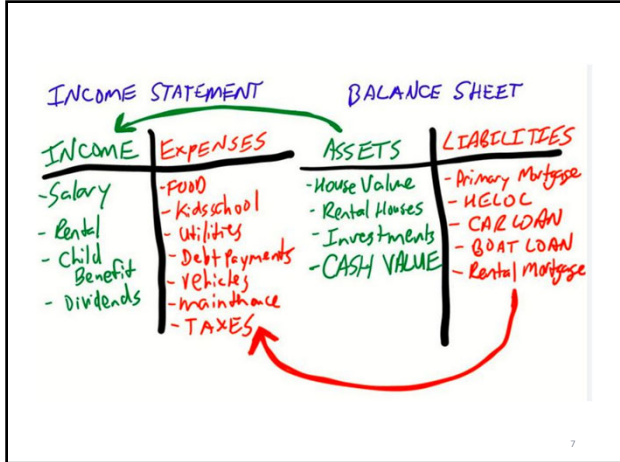 INCOME STATEMENT
BALANCE SHEET
INCOME
-Salary
- Rental
- Child
Benefit
- Dividends
EXPENSES
-FOOD
- Kids school
- utilities
- Debt Payments
- vehicles
- mainthance
- TAXES
ASSETS
-House Value
- Rental Houses
- Investments
- CASH VALUE
LIABILITIES
- Primary Mortgage
- HELOC
- CAR LOAN
- BOAT LOAN
- Rental Mortgage
7